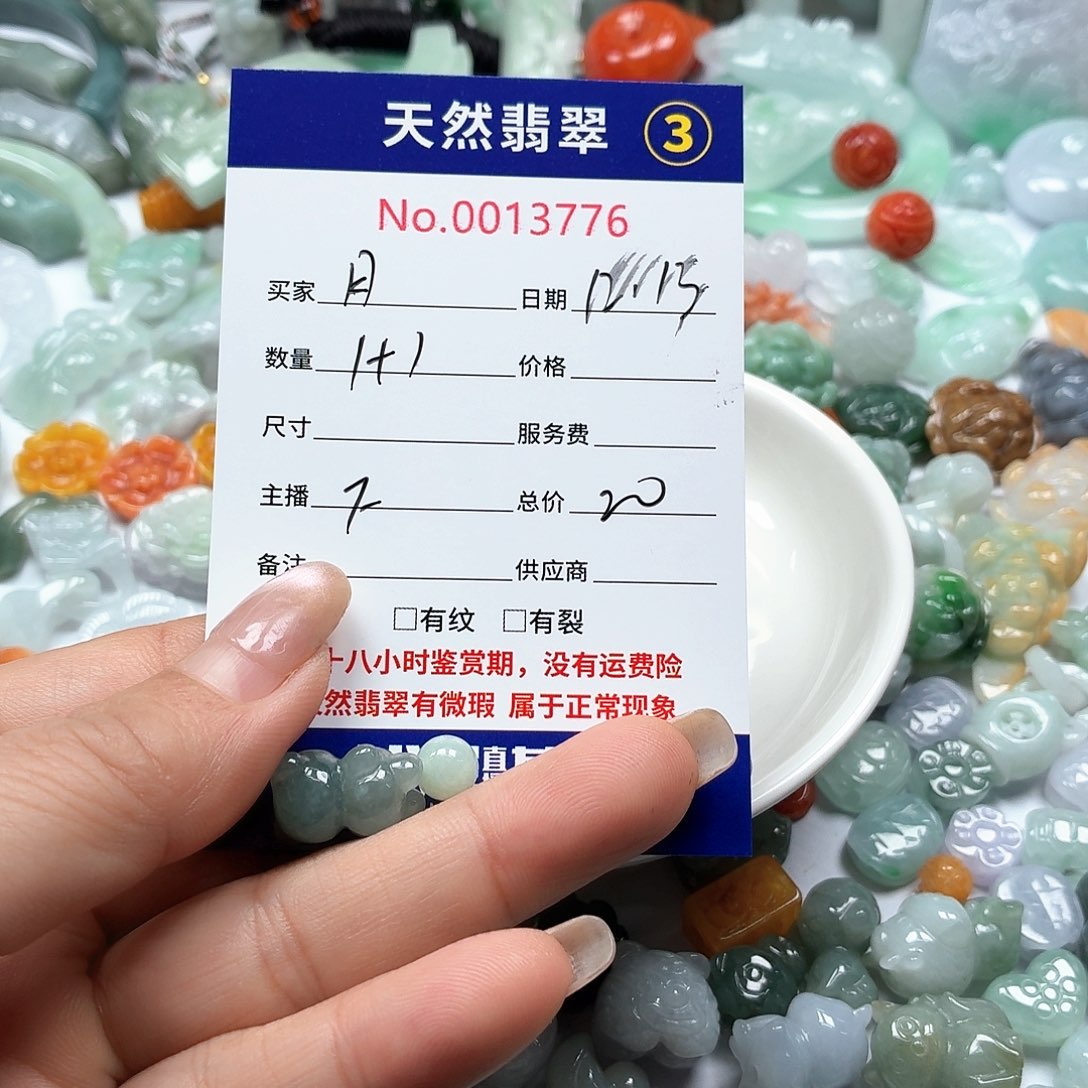 天然翡翠 3
No.0013776
买家 月 日期 12.15
数量 1+1 价格
尺寸 服务费
主播 总价 20
备注 供应商
□有纹 □有裂
十八小时鉴赏期，没有运费险
然翡翠有微瑕 属于正常现象